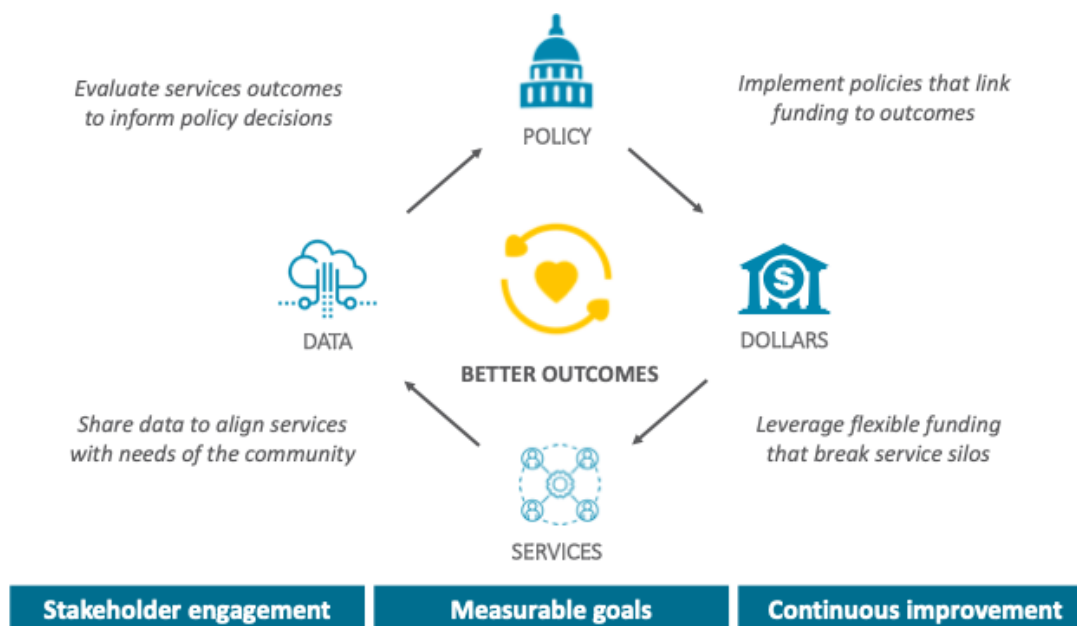 Evaluate services outcomes
to inform policy decisions
POLICY
Implement policies that link
funding to outcomes
DATA
$
DOLLARS
BETTER OUTCOMES
Share data to align services
with needs of the community
Leverage flexible funding
that break service silos
SERVICES
Stakeholder engagement
Measurable goals
Continuous improvement